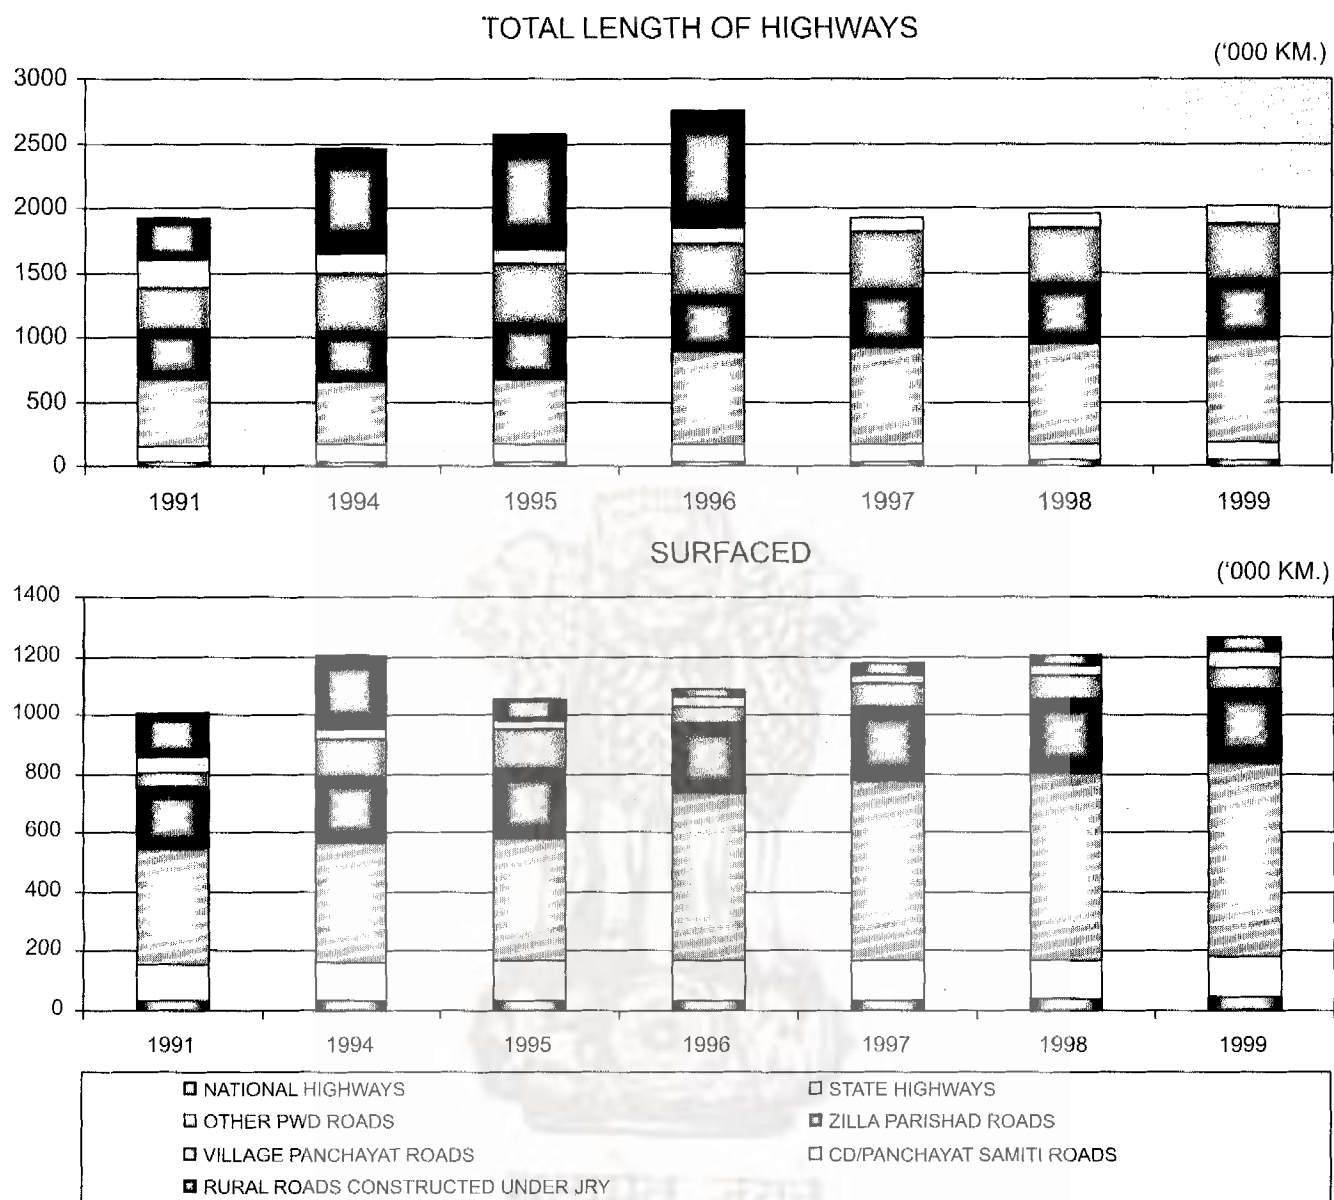 TOTAL LENGTH OF HIGHWAYS
('000 KM.)
3000
2500
2000
1500
1000
500
0
1991 1994 1995 1996 1997 1998 1999
SURFACED
('000 KM.)
1400
1200
1000
800
600
400
200
0
1991 1994 1995 1996 1997 1998 1999
NATIONAL HIGHWAYS STATE HIGHWAYS
OTHER PWD ROADS ZILLA PARISHAD ROADS
VILLAGE PANCHAYAT ROADS CD/PANCHAYAT SAMITI ROADS
RURAL ROADS CONSTRUCTED UNDER JRY